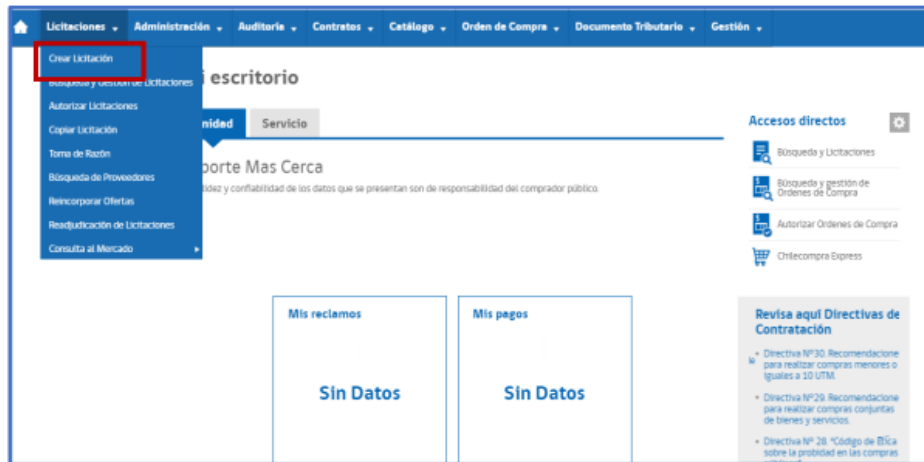 Licitaciones Administración Auditoria Contratos Catálogo Orden de Compra Documento Tributario Gestión
Crear Licitación
Búsqueda y Gestión de Licitaciones
Autorizar Licitaciones
Copiar Licitación
Toma de Razón
Búsqueda de Proveedores
Reincorporar Ofertas
Readjudicación de Licitaciones
Consulta al Mercado
i escritorio
nidad Servicio
porte Mas Cerca
idez y confiabilidad de los datos que se presentan son de responsabilidad del comprador público.
Mis reclamos
Sin Datos
Mis pagos
Sin Datos
Accesos directos
Búsqueda y Licitaciones
Búsqueda y gestión de
Ordenes de Compra
Autorizar Ordenes de Compra
Chilecompra Express
Revisa aquí Directivas de
Contratación
Directiva Nº30. Recomendacione
para realizar compras menores o
iguales a 10 UTM.
Directiva Nº29. Recomendacione
para realizar compras conjuntas
de bienes y servicios.
Directiva Nº 28. "Código de Ética
sobre la probidad en las compras